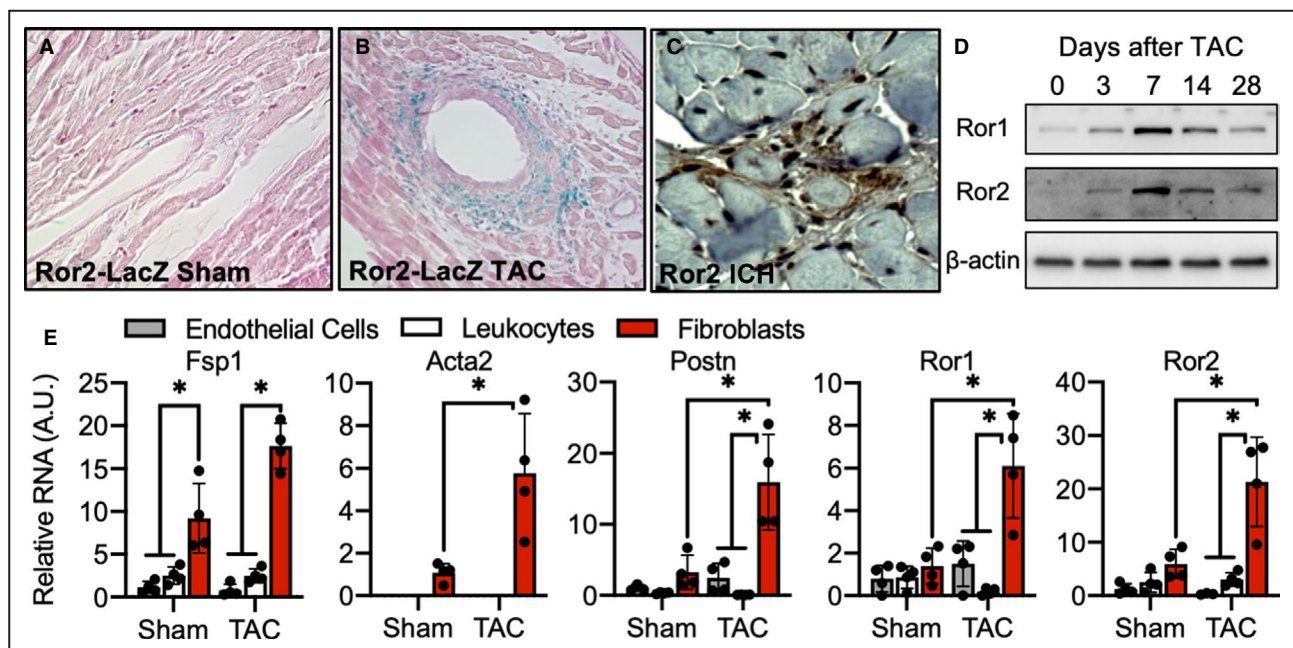 A
Ror2-LacZ Sham
B
Ror2-LacZ TAC
C
Ror2 ICH
D
Days after TAC
0 3 7 14 28
Ror1
Ror2
β-actin
E
Endothelial Cells Leukocytes Fibroblasts
Relative RNA (A.U.)
Fsp1
25
20
15
10
5
0
* *
Sham TAC
Acta2
10
8
6
4
2
0
*
Sham TAC
Postn
30
20
10
0
*
*
Sham TAC
Ror1
10
8
6
4
2
0
*
*
Sham TAC
Ror2
40
30
20
10
0
*
*
Sham TAC